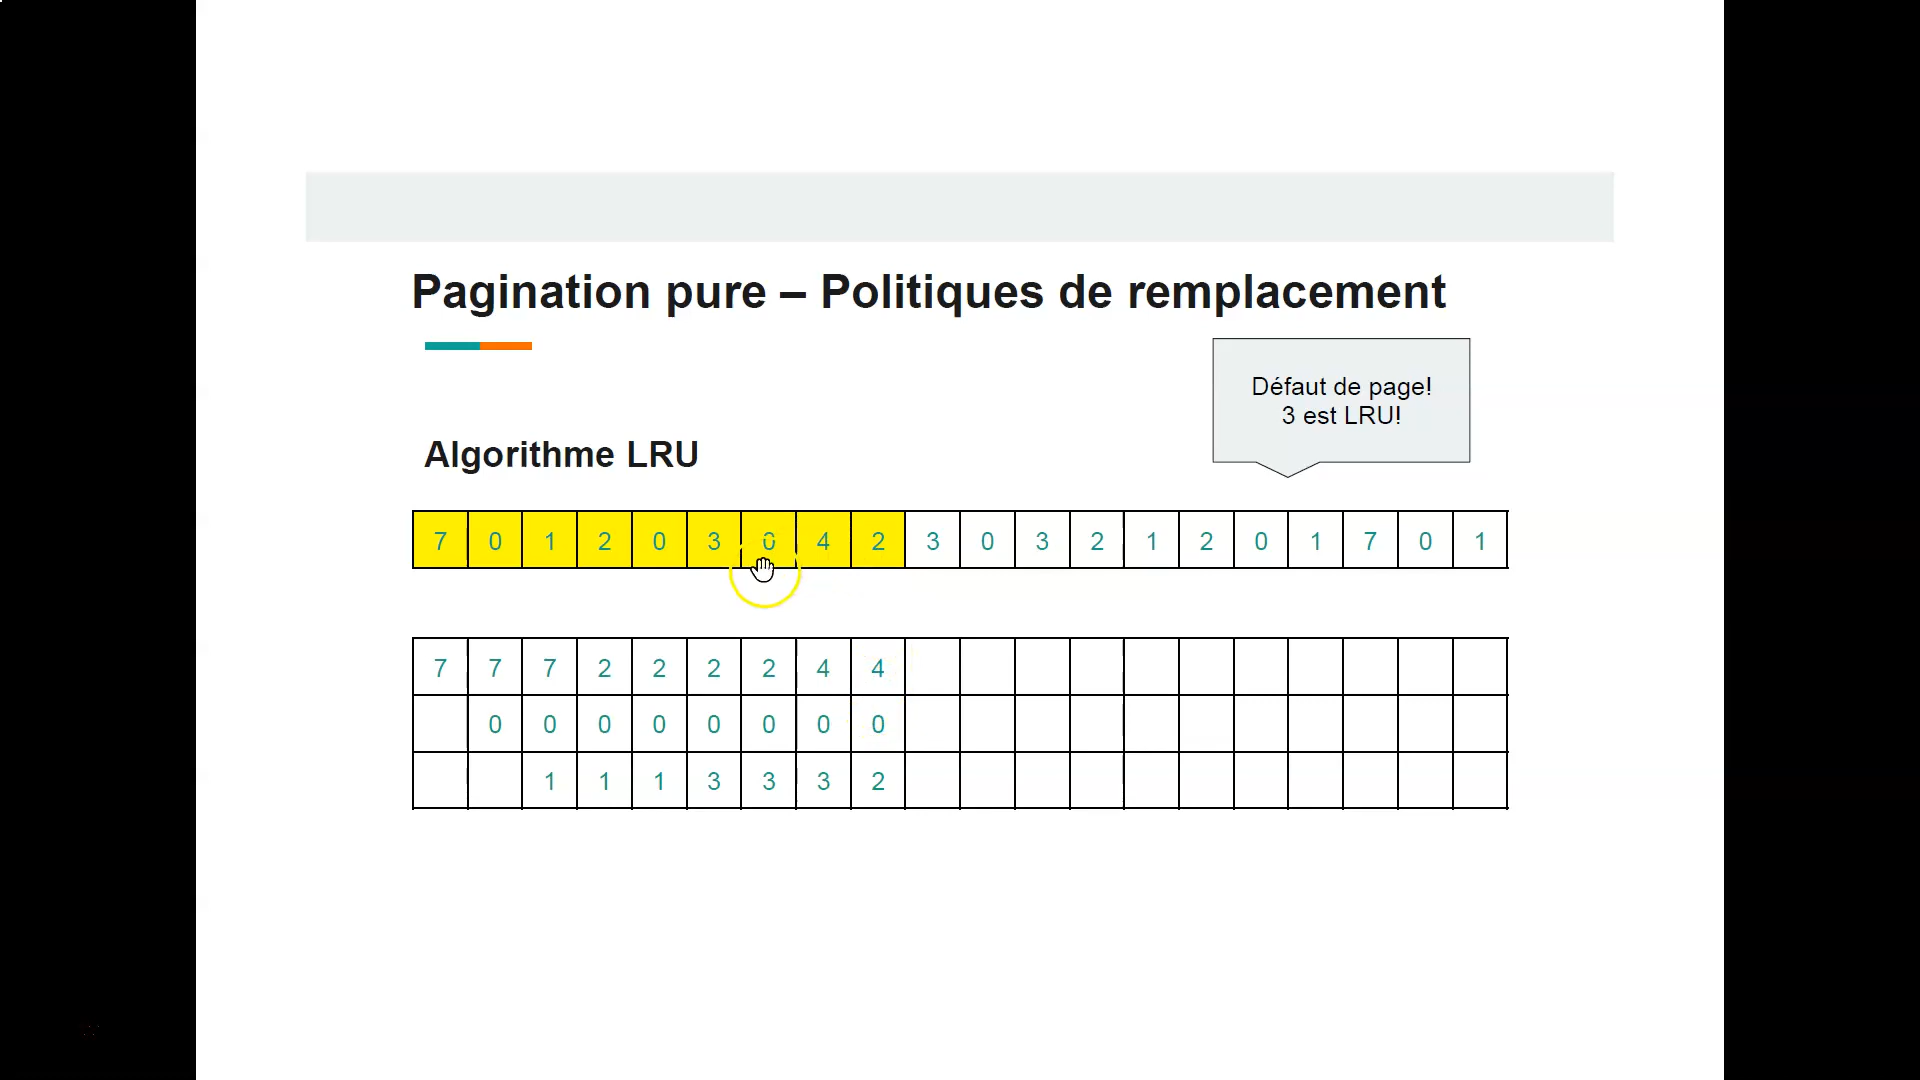 Pagination pure – Politiques de remplacement
Défaut de page!
3 est LRU!
Algorithme LRU
7 0 1 2 0 3 0 4 2 3 0 3 2 1 2 0 1 7 0 1
7 7 7 2 2 2 2 4 4
0 0 0 0 0 0 0 0
1 1 1 3 3 3 2